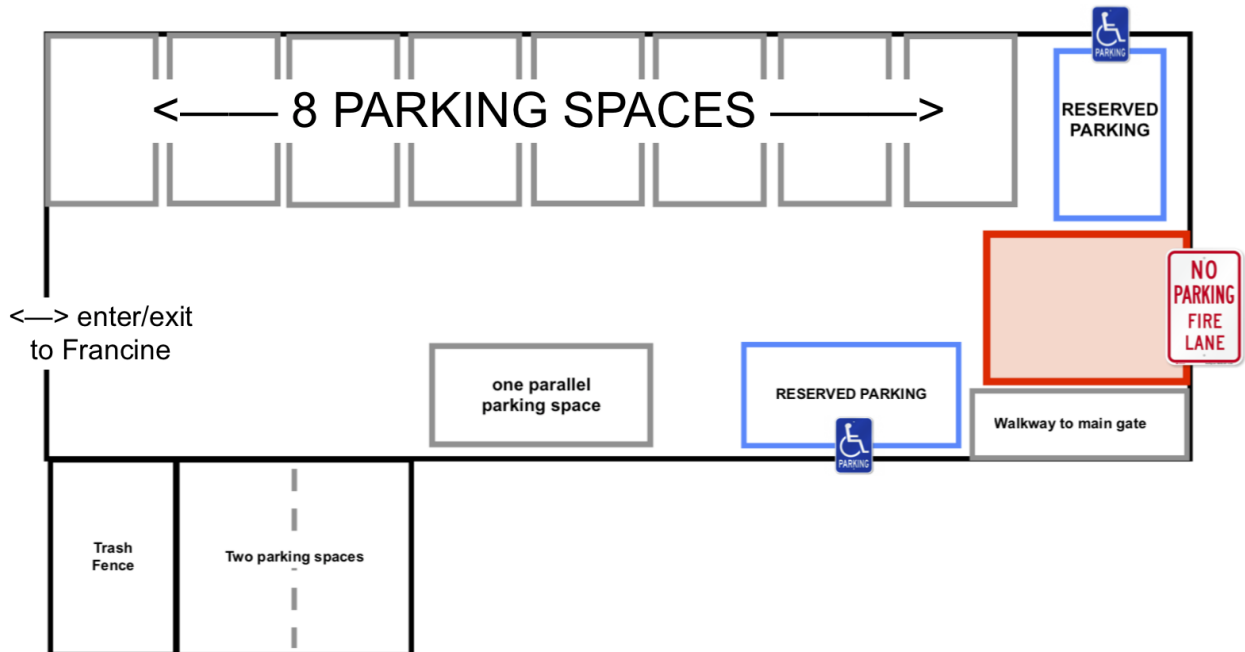 PARKING
<—— 8 PARKING SPACES ———>
RESERVED
PARKING
NO
PARKING
FIRE
LANE
<—> enter/exit
to Francine
one parallel
parking space
RESERVED PARKING
PARKING
Walkway to main gate
Trash
Fence
Two parking spaces